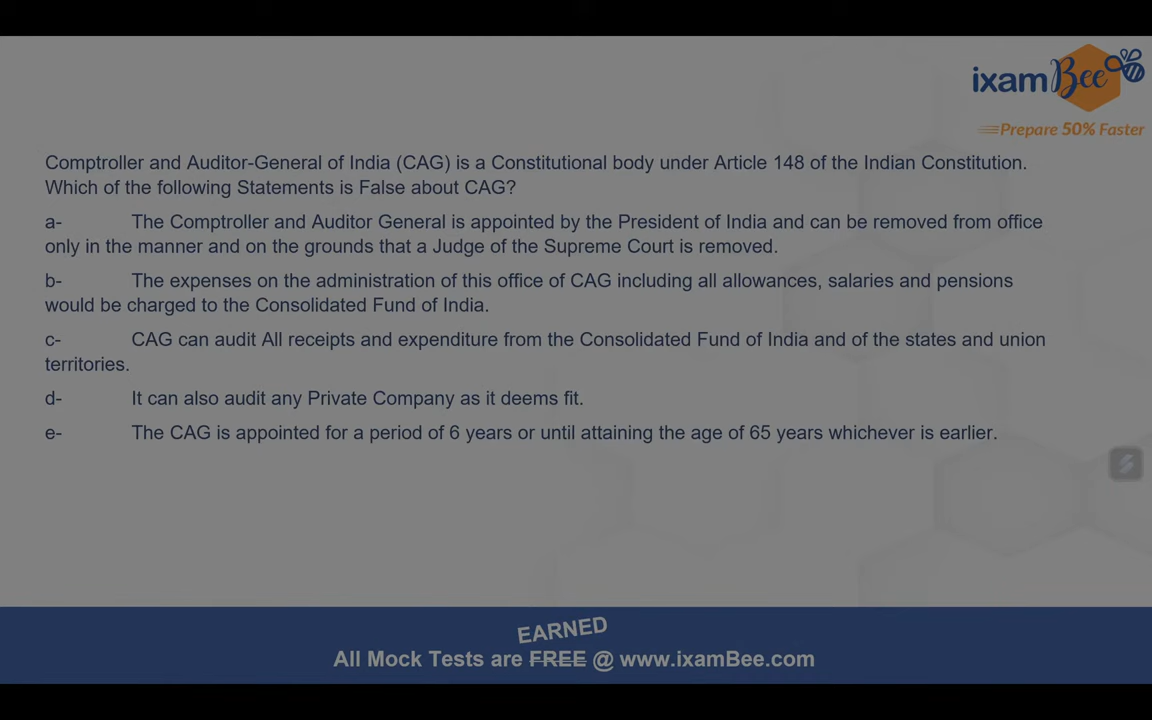 ixamBee
Prepare 50% Faster
Comptroller and Auditor-General of India (CAG) is a Constitutional body under Article 148 of the Indian Constitution.
Which of the following Statements is False about CAG?
a- The Comptroller and Auditor General is appointed by the President of India and can be removed from office
only in the manner and on the grounds that a Judge of the Supreme Court is removed.
b- The expenses on the administration of this office of CAG including all allowances, salaries and pensions
would be charged to the Consolidated Fund of India.
c- CAG can audit All receipts and expenditure from the Consolidated Fund of India and of the states and union
territories.
d- It can also audit any Private Company as it deems fit.
e- The CAG is appointed for a period of 6 years or until attaining the age of 65 years whichever is earlier.
EARNED
All Mock Tests are FREE @ www.ixamBee.com